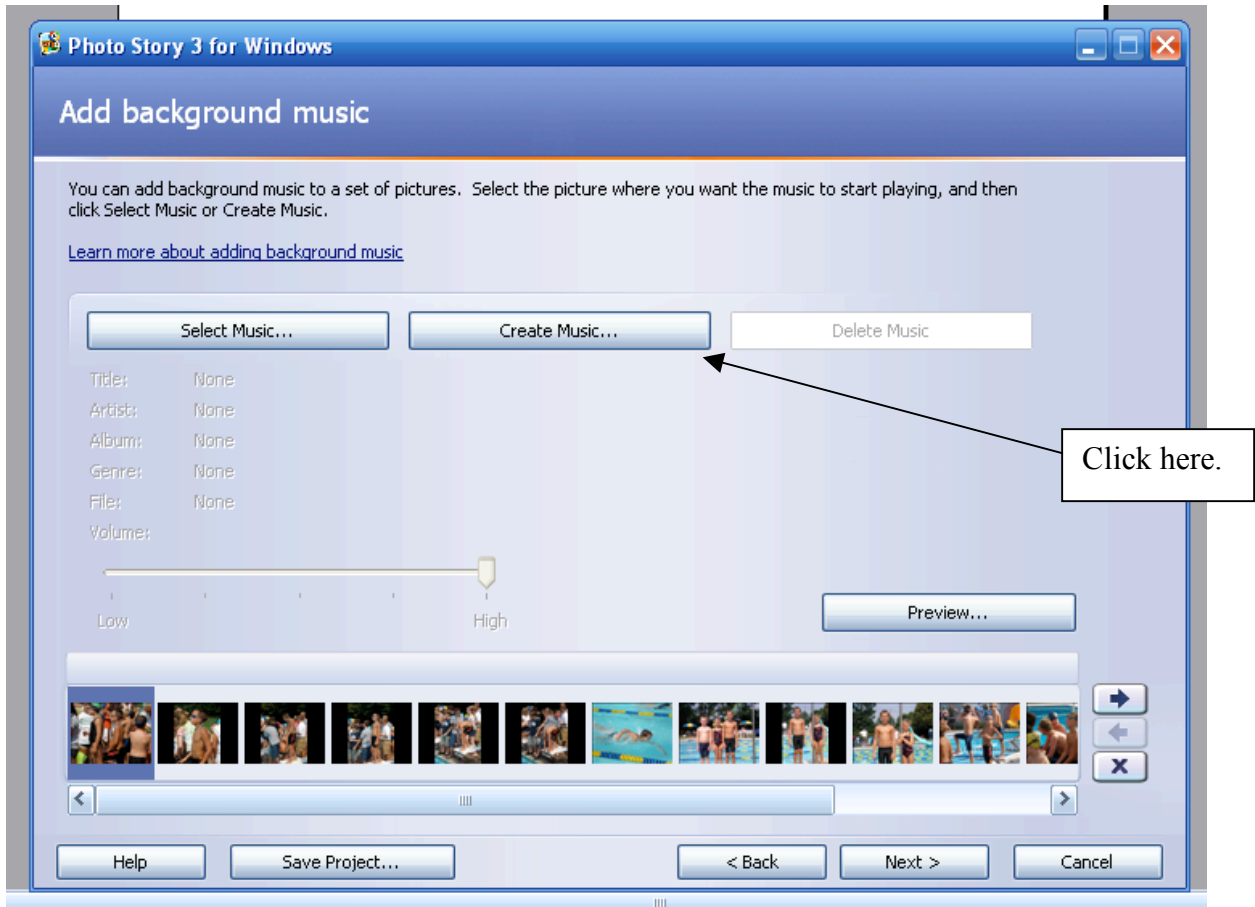 Photo Story 3 for Windows
Add background music
You can add background music to a set of pictures. Select the picture where you want the music to start playing, and then
click Select Music or Create Music.
Learn more about adding background music
Select Music...
Create Music...
Delete Music
Title: None
Artist: None
Album: None
Genre: None
File: None
Volume:
Click here.
Low High
Preview...
Help
Save Project...
< Back
Next >
Cancel